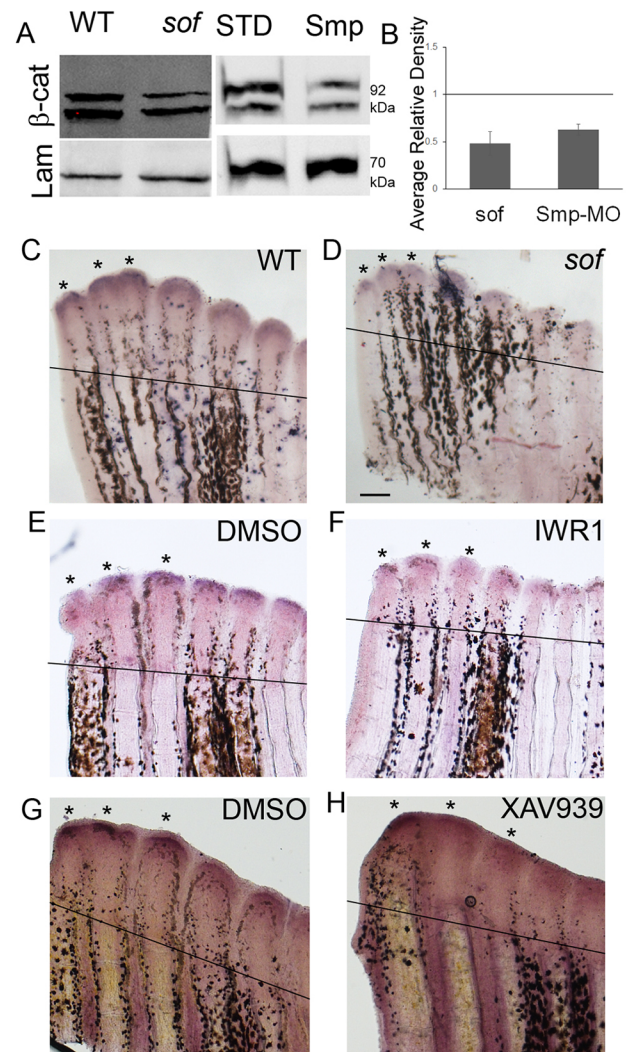 A WT sof STD Smp B
β-cat
Lam
92
kDa
70
kDa
Average Relative Density
1.5
1
0.5
0
sof Smp-MO
C * * * WT
D * * * sof
E * * * DMSO
F * * * IWR1
G * * * DMSO
H * * * XAV939